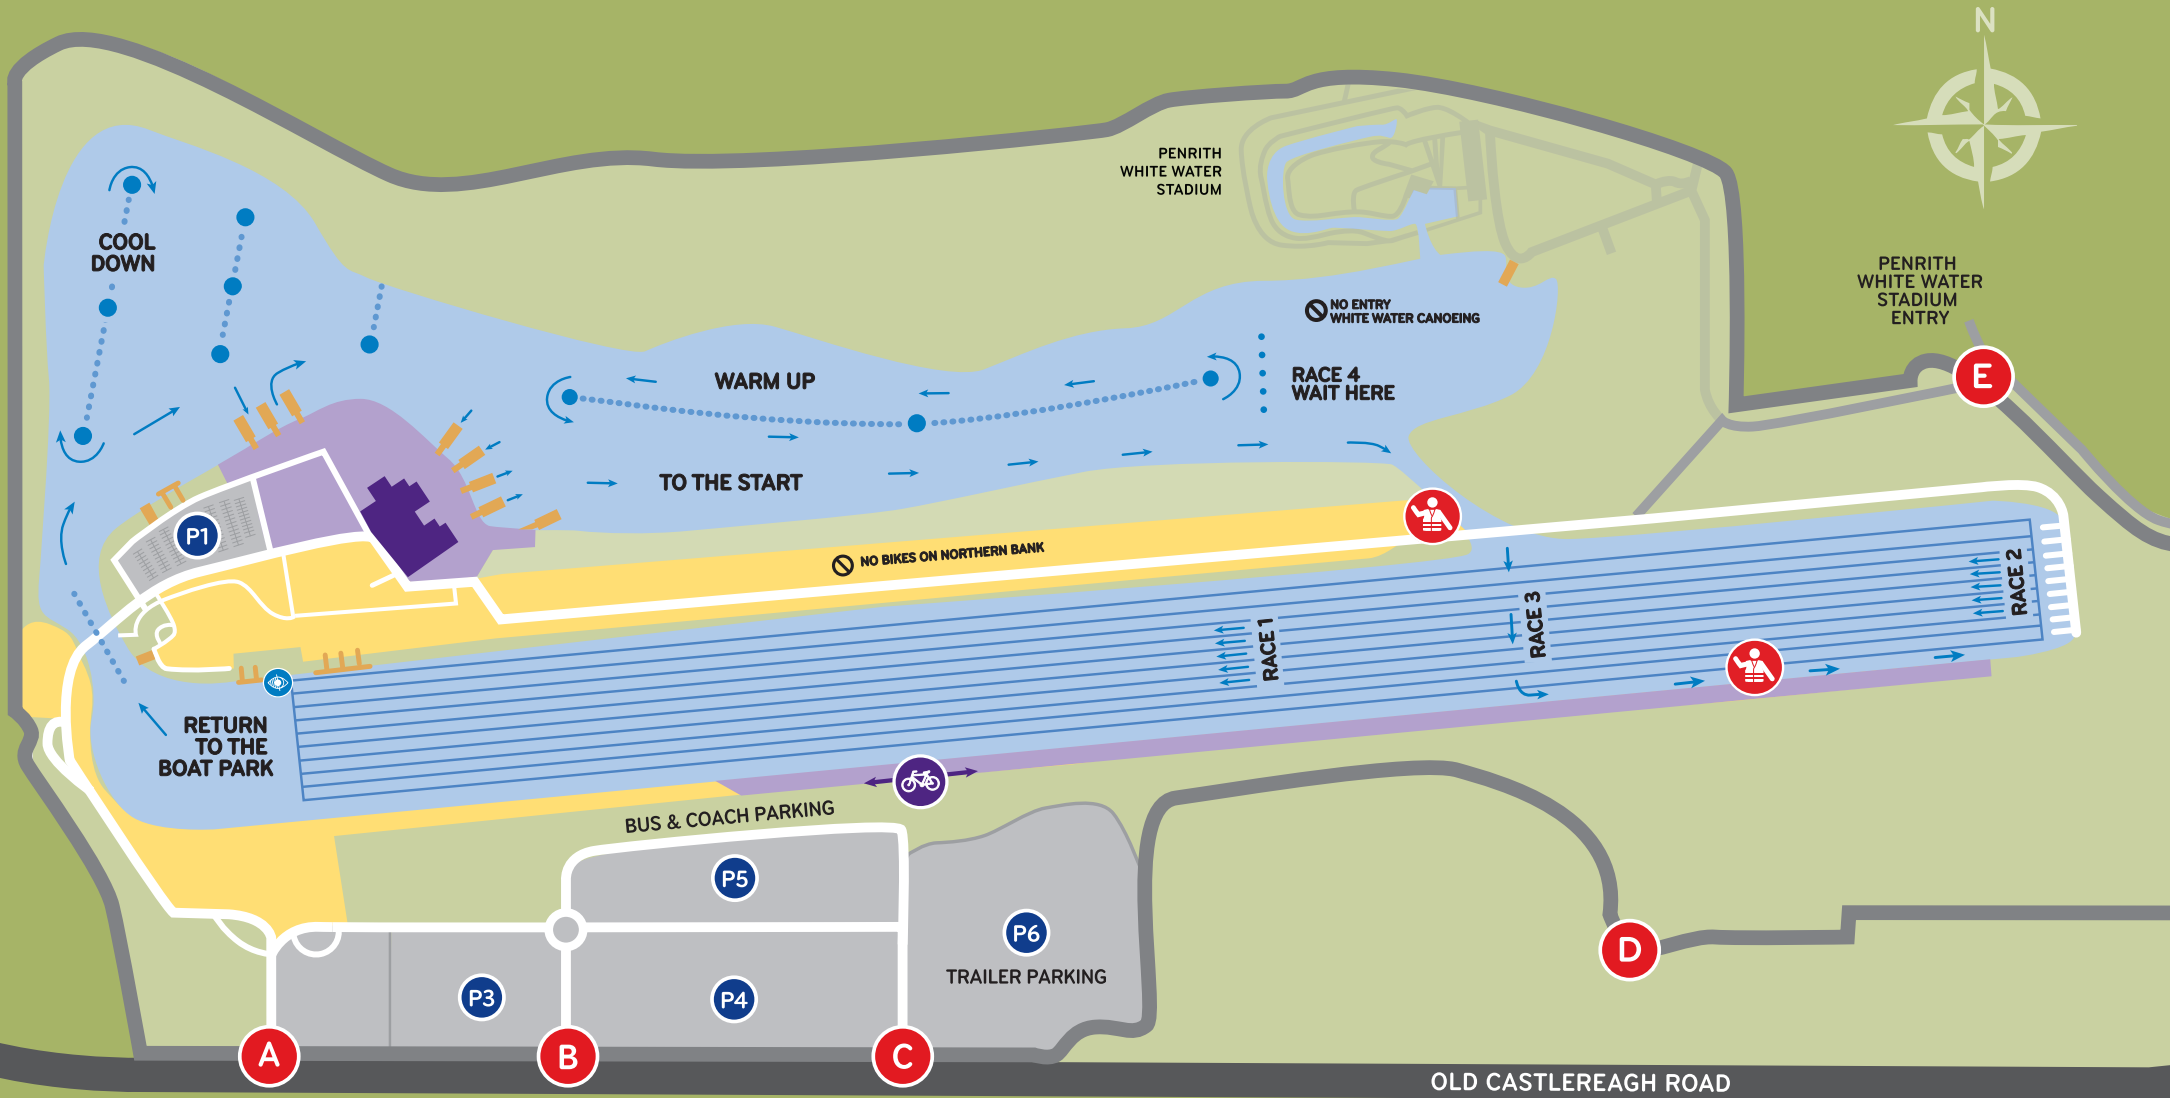 N
PENRITH
WHITE WATER
STADIUM
COOL
DOWN
PENRITH
WHITE WATER
STADIUM
ENTRY
NO ENTRY
WHITE WATER CANOEING
WARM UP
RACE 4
WAIT HERE
E
TO THE START
P1
NO BIKES ON NORTHERN BANK
RACE 1
RACE 3
RACE 2
RETURN
TO THE
BOAT PARK
BUS & COACH PARKING
P5
P6
TRAILER PARKING
P3
P4
D
A
B
C
OLD CASTLEREAGH ROAD